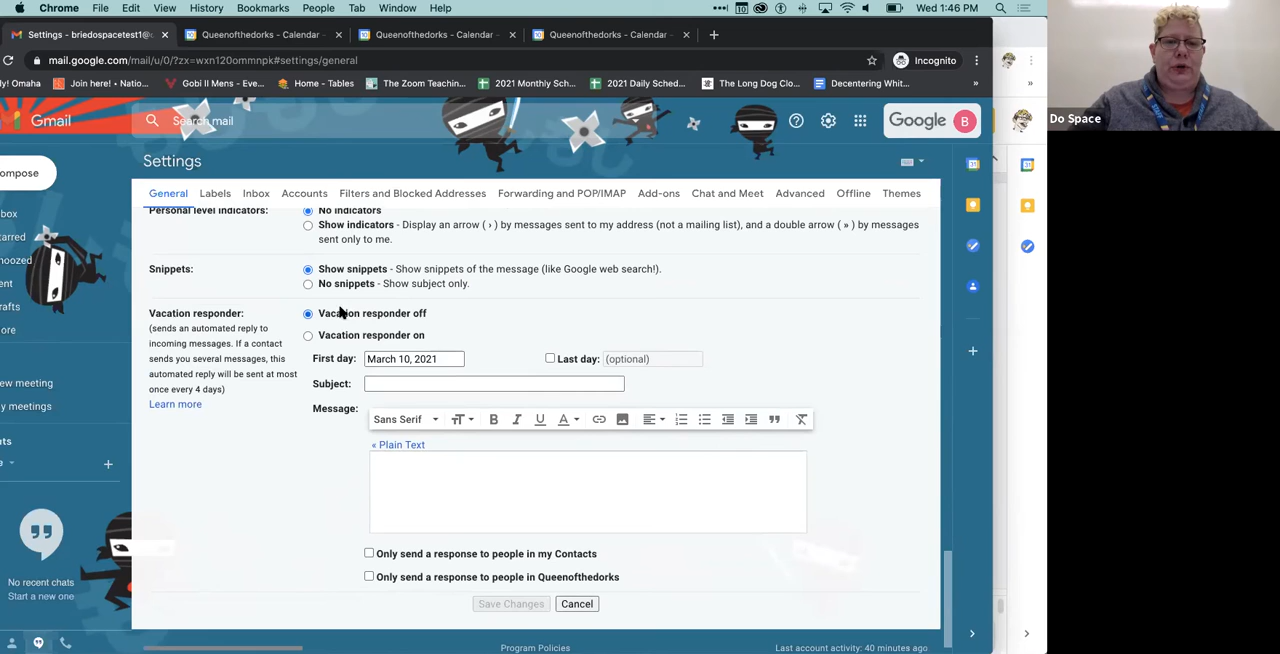 Chrome File Edit View History Bookmarks People Tab Window Help
10
Wed 1:46 PM
Settings - briedospacetest1@
Queenofthedorks - Calendar -
Queenofthedorks - Calendar -
Queenofthedorks - Calendar -
mail.google.com/mail/u/0/?zx=wxn120ommnpk#settings/general
Incognito
ly! Omaha
Join here! • Natio...
Gobi II Mens - Eve...
Home - Tables
The Zoom Teachin...
2021 Monthly Sch...
2021 Daily Sched...
The Long Dog Clo...
Decentering Whit...
»
»
Do Space
Gmail
Search mail
Google
B
ompose
Settings
General Labels Inbox Accounts Filters and Blocked Addresses Forwarding and POP/IMAP Add-ons Chat and Meet Advanced Offline Themes
31
31
box
arred
noozed
ent
rafts
ore
ew meeting
y meetings
nts
e
No recent chats
Start a new one
Personal level indicators:
No indicators
Show indicators - Display an arrow ( › ) by messages sent to my address (not a mailing list), and a double arrow ( » ) by messages
sent only to me.
Snippets:
Show snippets - Show snippets of the message (like Google web search!).
No snippets - Show subject only.
Vacation responder:
(sends an automated reply to
incoming messages. If a contact
sends you several messages, this
automated reply will be sent at most
once every 4 days)
Learn more
Vacation responder off
Vacation responder on
First day: March 10, 2021
Last day: (optional)
Subject:
Message:
Sans Serif
B I U A
« Plain Text
Only send a response to people in my Contacts
Only send a response to people in Queenofthedorks
Save Changes Cancel
Program Policies
Last account activity: 40 minutes ago